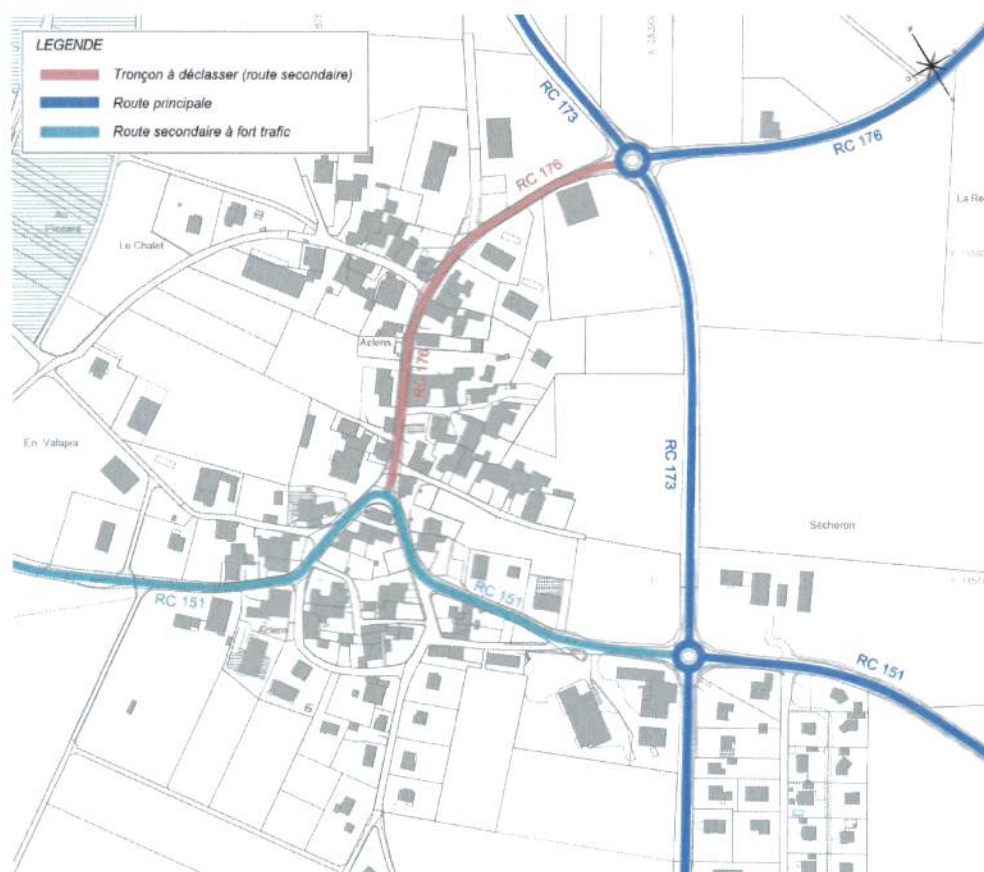 LEGENDE
Tronçon à déclasser (route secondaire)
Route principale
Route secondaire à fort trafic
RC 173
RC 176
RC 176
Le Chalet
Aclens
RC 176
En Valapra
RC 173
Sécheron
RC 151
RC 151
RC 151